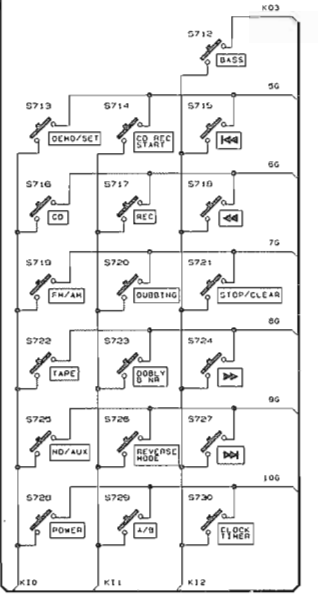 K03
S712
BASS
5G
S713 S714 S715
DEMO/SET CD REC
START
6G
S716 S717 S718
CD REC
7G
S719 S720 S721
FM/AM DUBBING STOP/CLEAR
8G
S722 S723 S724
TAPE DOBLY
B NR
9G
S725 S726 S727
MD/AUX REVERSE
MODE
10G
S728 S729 S730
POWER A/B CLOCK
TIMER
KI0 KI1 KI2